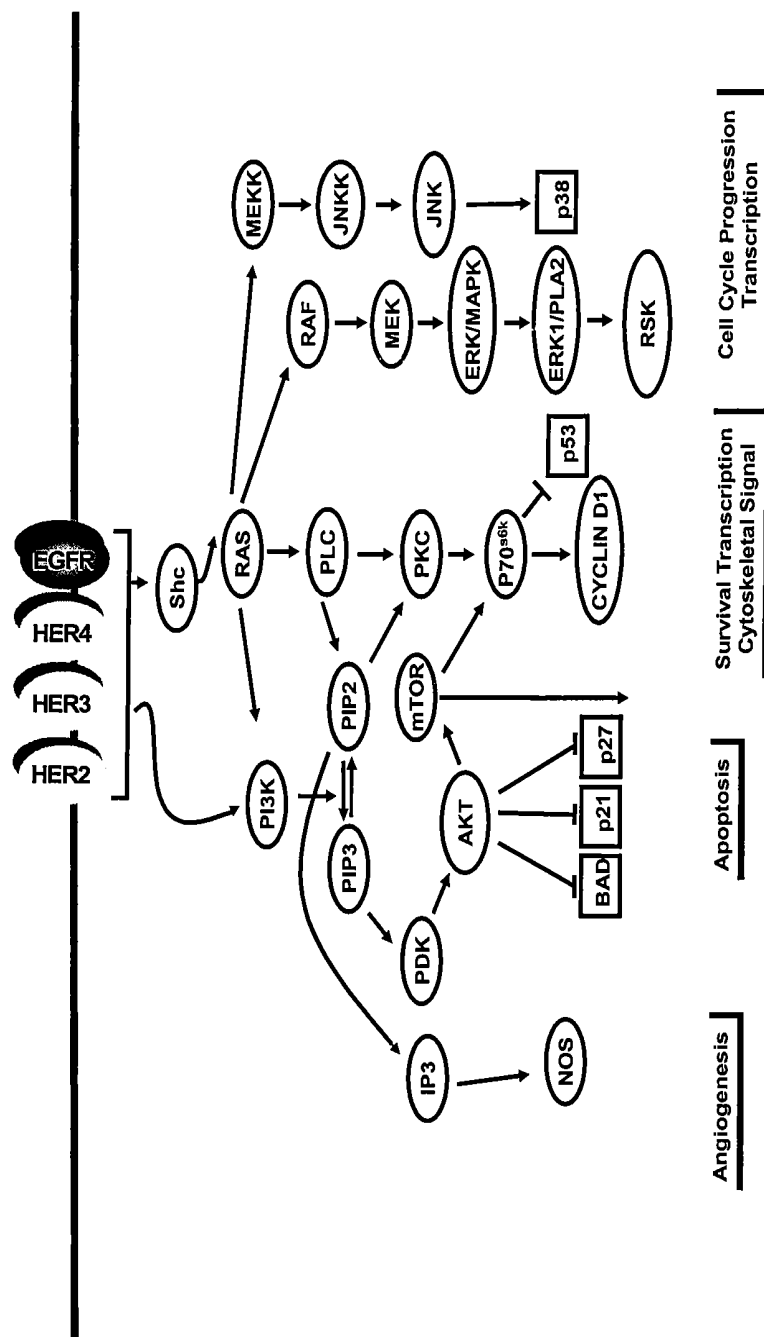 HER2
HER3
HER4
EGFR
Shc
PI3K
RAS
MEKK
PIP3
PIP2
PLC
RAF
JNKK
IP3
PDK
AKT
mTOR
PKC
MEK
JNK
NOS
BAD
p21
p27
P70s6k
p53
ERK/MAPK
p38
CYCLIN D1
ERK1/PLA2
RSK
Angiogenesis
Apoptosis
Survival Transcription
Cytoskeletal Signal
Cell Cycle Progression
Transcription